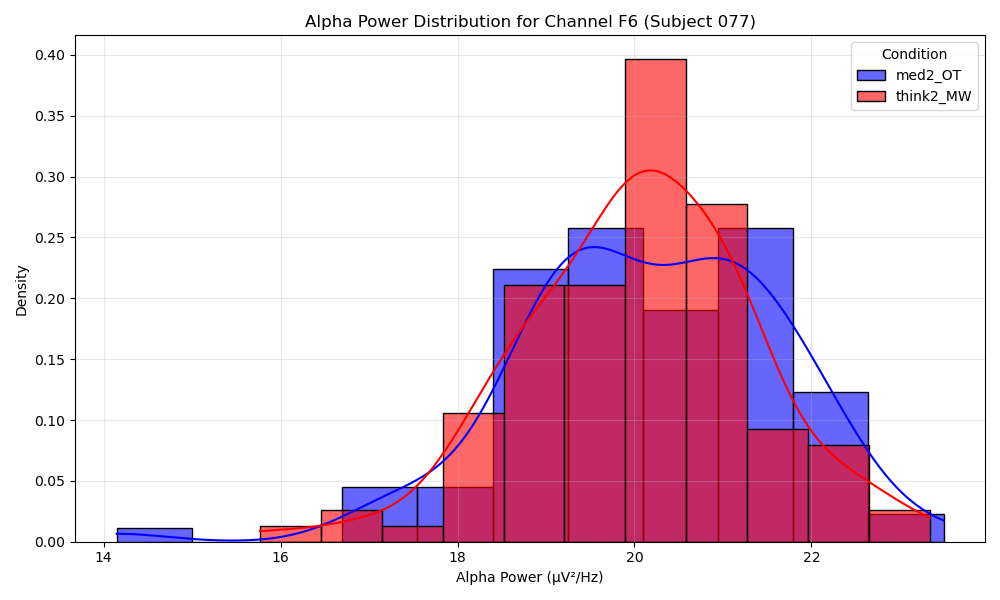 Alpha Power Distribution for Channel F6 (Subject 077)
Condition
med2_OT
think2_MW
0.40
0.35
0.30
0.25
0.20
0.15
0.10
0.05
0.00
Density
14
16
18
20
22
Alpha Power (μV²/Hz)